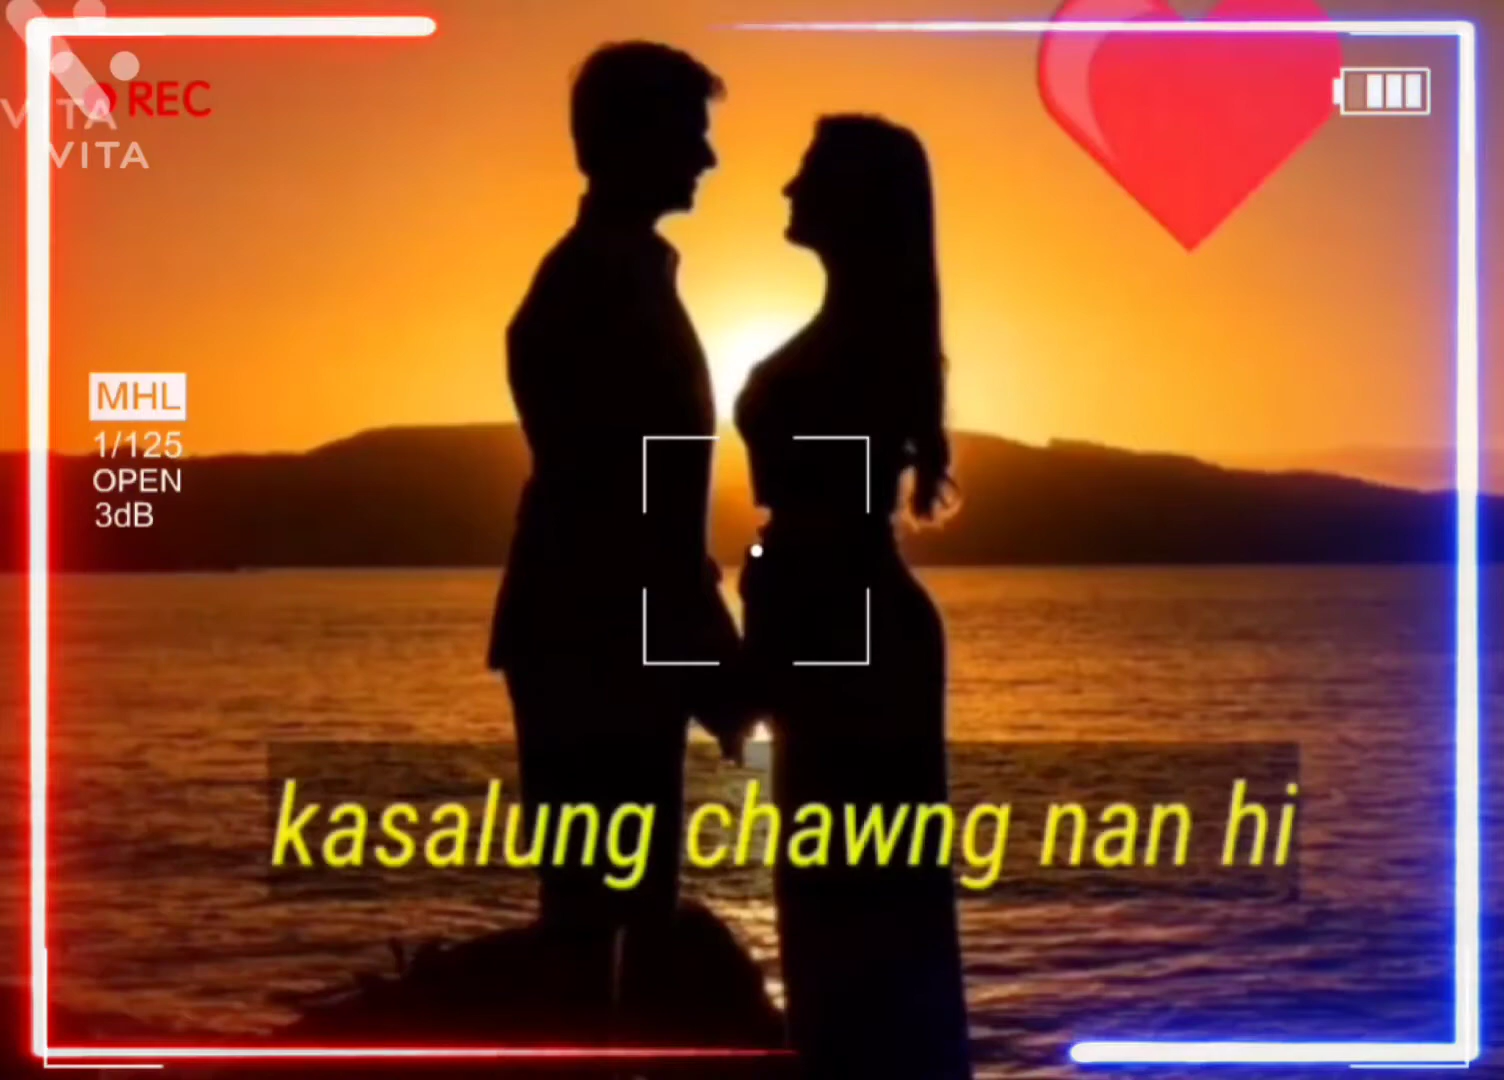 VITA
REC
VITA
MHL
1/125
OPEN
3dB
kasalung chawng nan hi